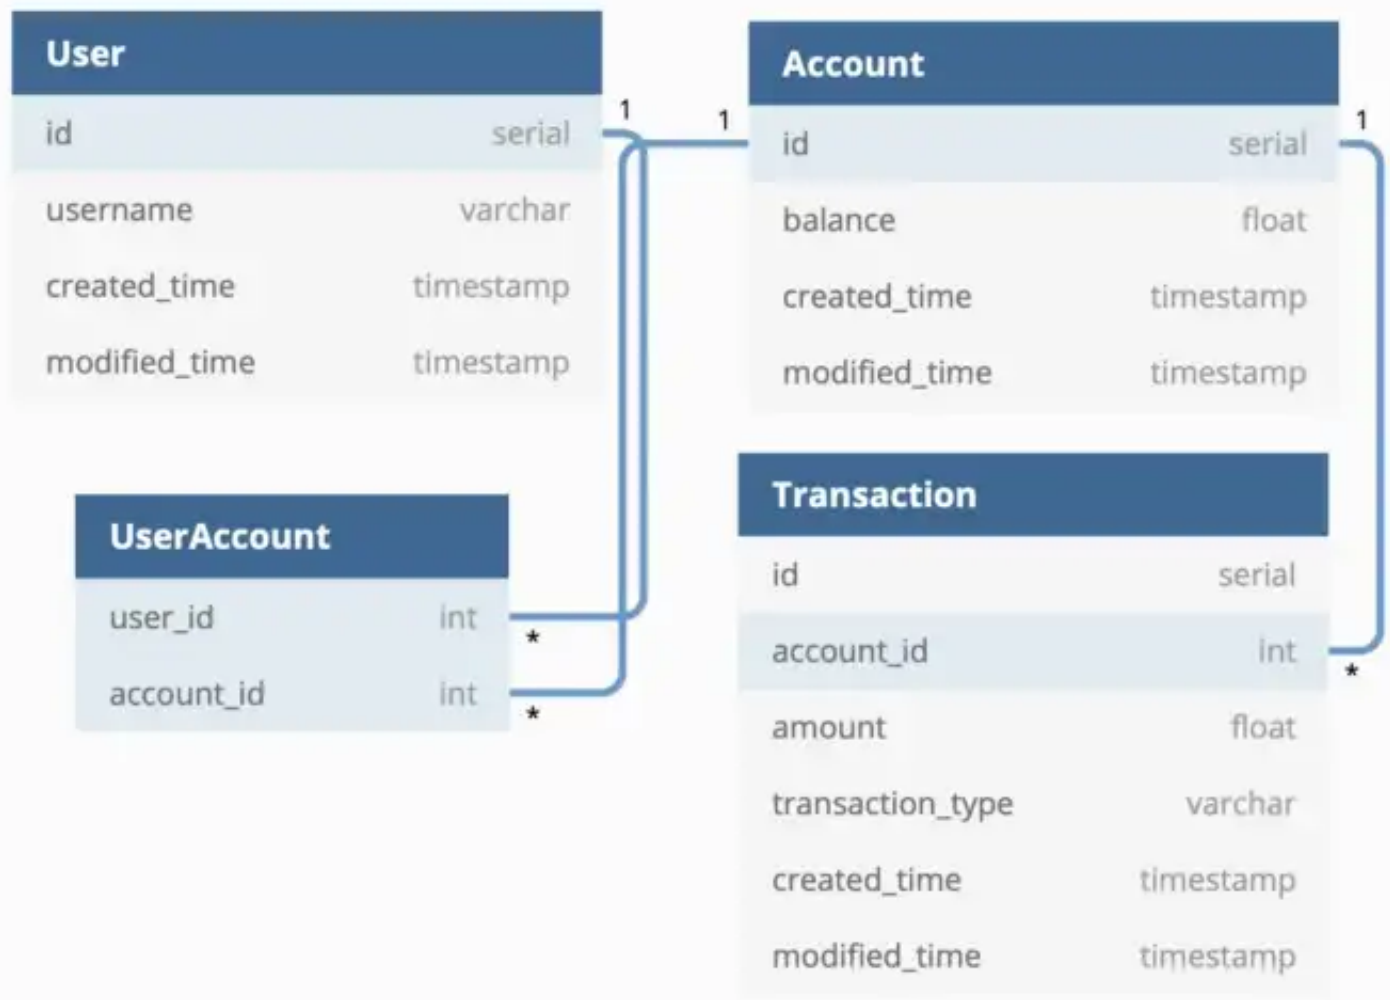 User
id serial
username varchar
created_time timestamp
modified_time timestamp
1
1
Account
id serial
balance float
created_time timestamp
modified_time timestamp
1
UserAccount
user_id int
*
account_id int
*
Transaction
id serial
account_id int
*
amount float
transaction_type varchar
created_time timestamp
modified_time timestamp